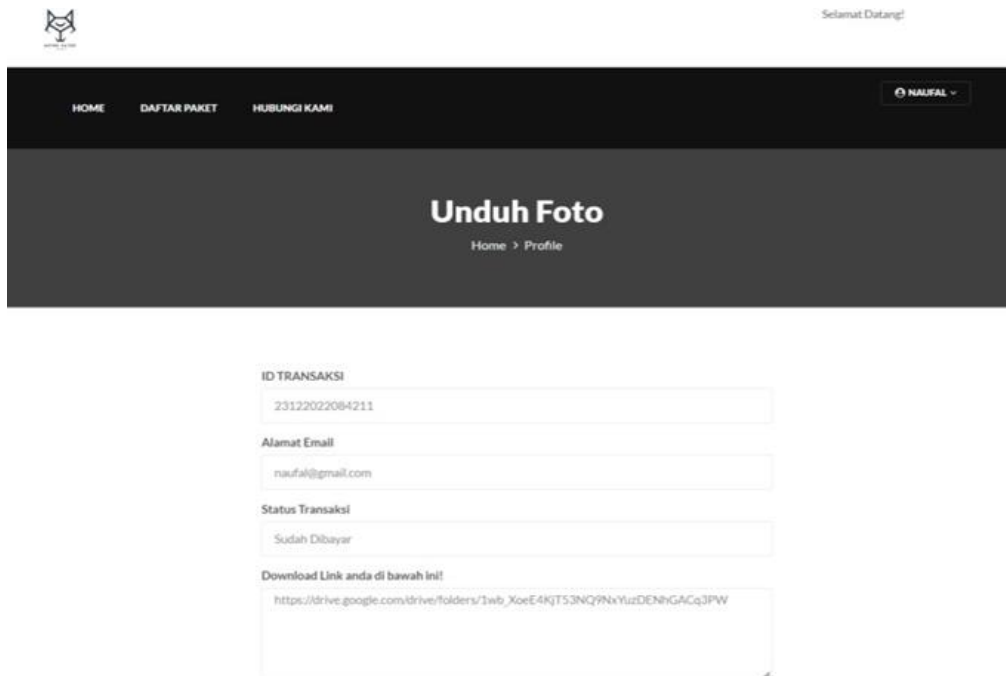 Selamat Datang!
HOME DAFTAR PAKET HUBUNGI KAMI
NAUFAL
Unduh Foto
Home > Profile
ID TRANSAKSI
23122022084211
Alamat Email
naufal@gmail.com
Status Transaksi
Sudah Dibayar
Download Link anda di bawah ini!
https://drive.google.com/drive/folders/1wb_XoeE4KjT53NQ9NxYuzDENhGACq3PW